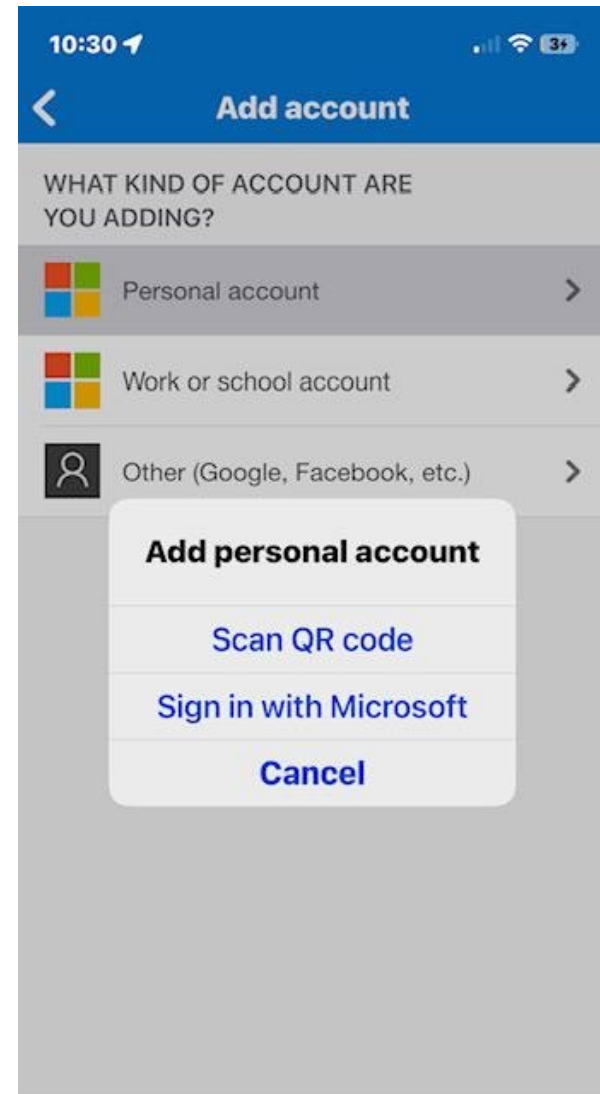 10:30
34
Add account
WHAT KIND OF ACCOUNT ARE
YOU ADDING?
Personal account
Work or school account
Other (Google, Facebook, etc.)
Add personal account
Scan QR code
Sign in with Microsoft
Cancel